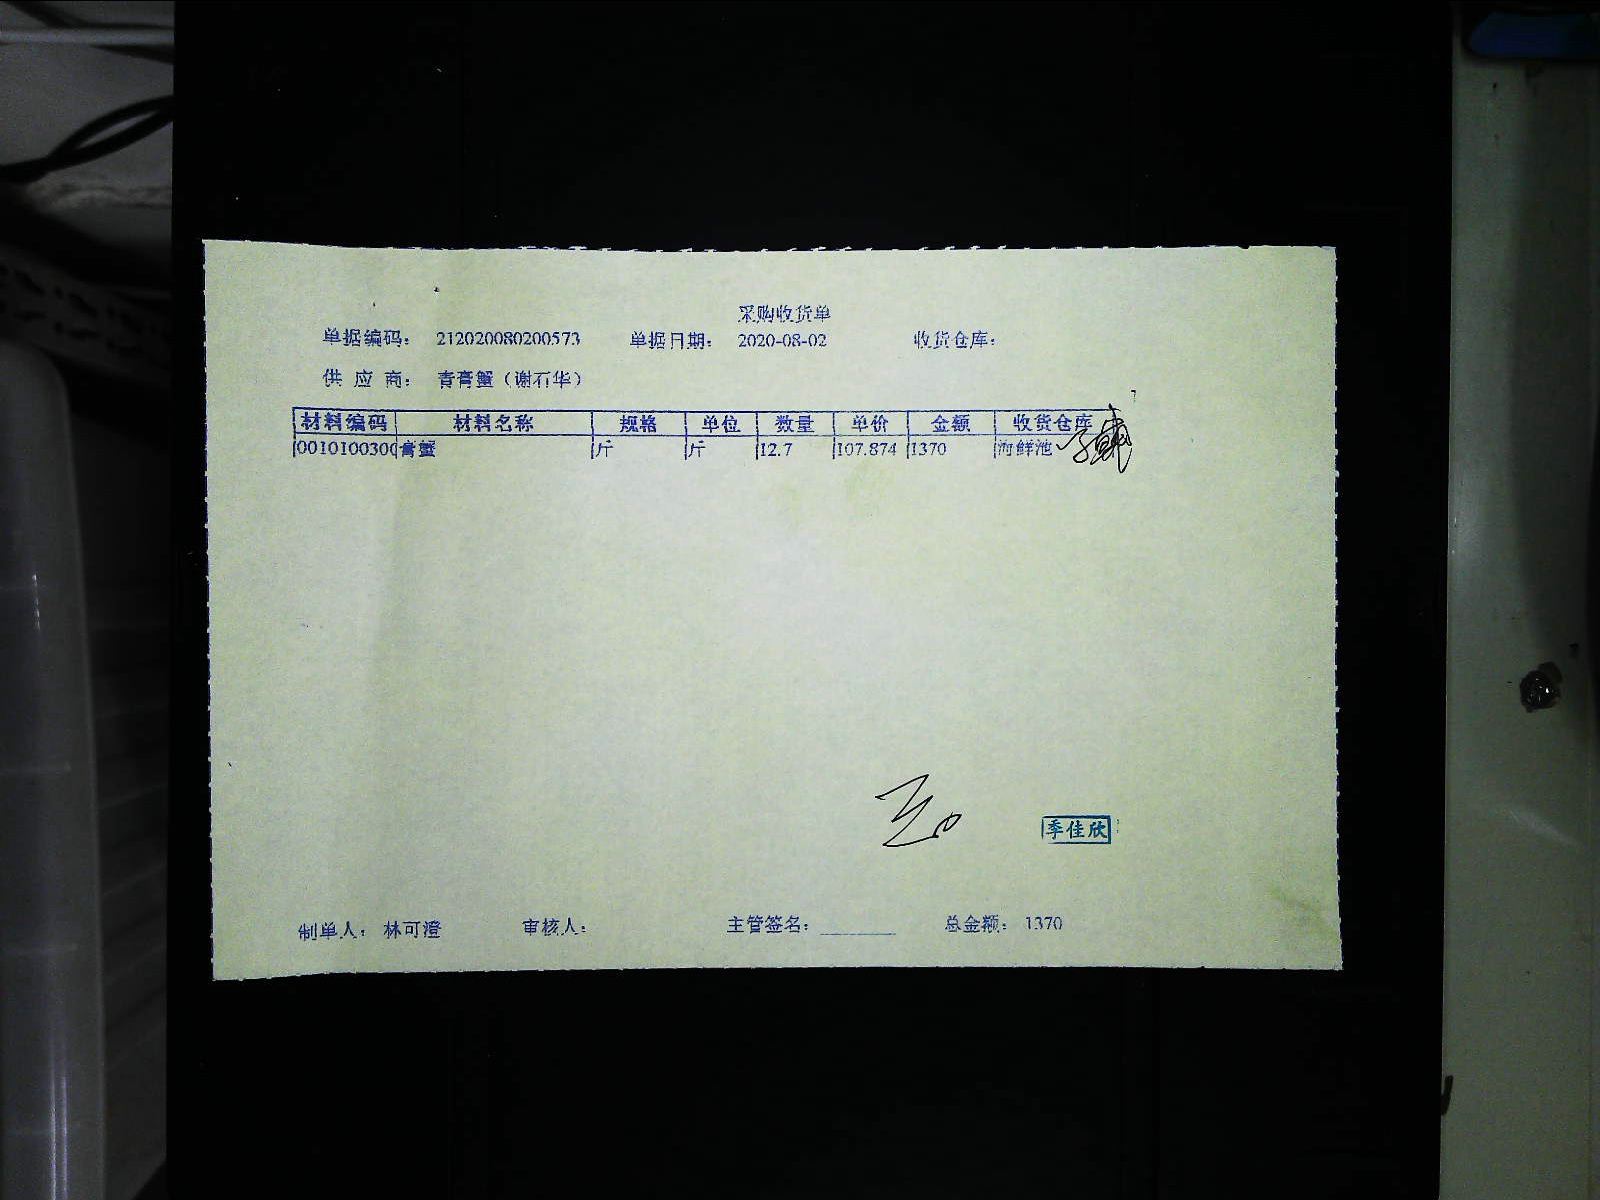 采购收货单
单据编码： 212020080200573 单据日期： 2020-08-02 收货仓库：
供 应 商： 青膏蟹（谢石华）
材料编码 材料名称 规格 单位 数量 单价 金额 收货仓库
0010100300 膏蟹 斤 斤 12.7 107.874 1370 海鲜池
季佳欣
制单人： 林可澄 审核人： 主管签名： ________ 总金额： 1370